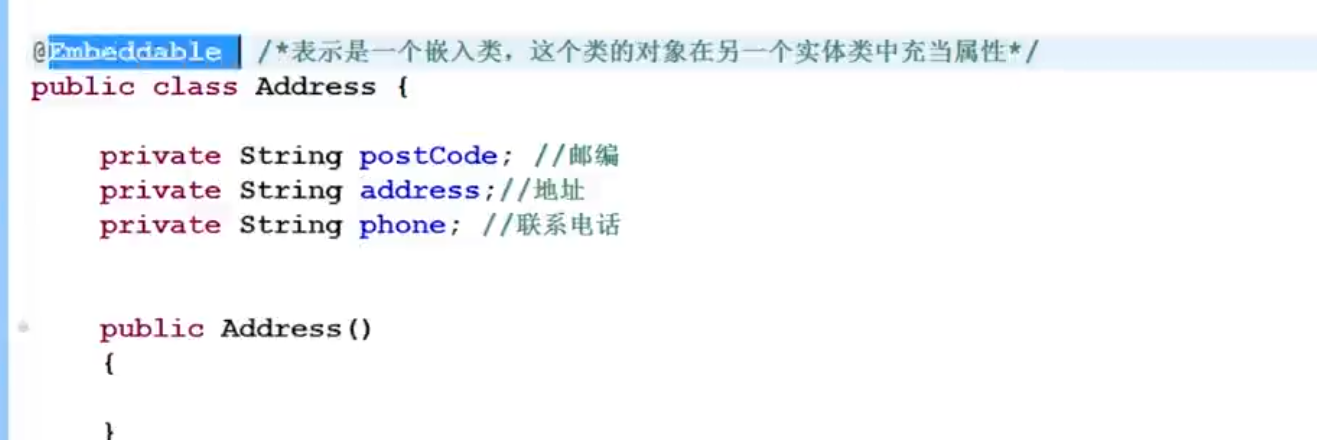 @Embeddable /*表示是一个嵌入类，这个类的对象在另一个实体类中充当属性*/
public class Address {
private String postCode; //邮编
private String address;//地址
private String phone; //联系电话
public Address()
{
}